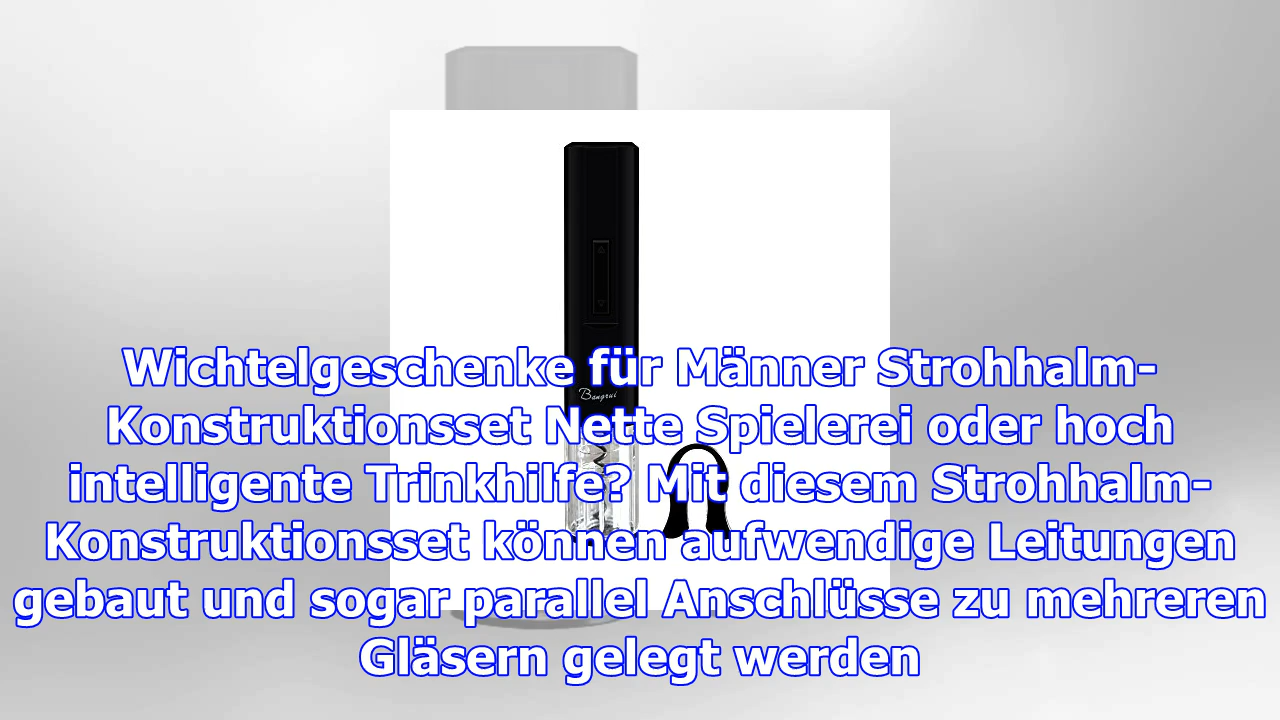 Wichtelgeschenke für Männer Strohhalm-
Bangrui
Konstruktionsset Nette Spielerei oder hoch
intelligente Trinkhilfe? Mit diesem Strohhalm-
Konstruktionsset können aufwendige Leitungen
gebaut und sogar parallel Anschlüsse zu mehreren
Gläsern gelegt werden